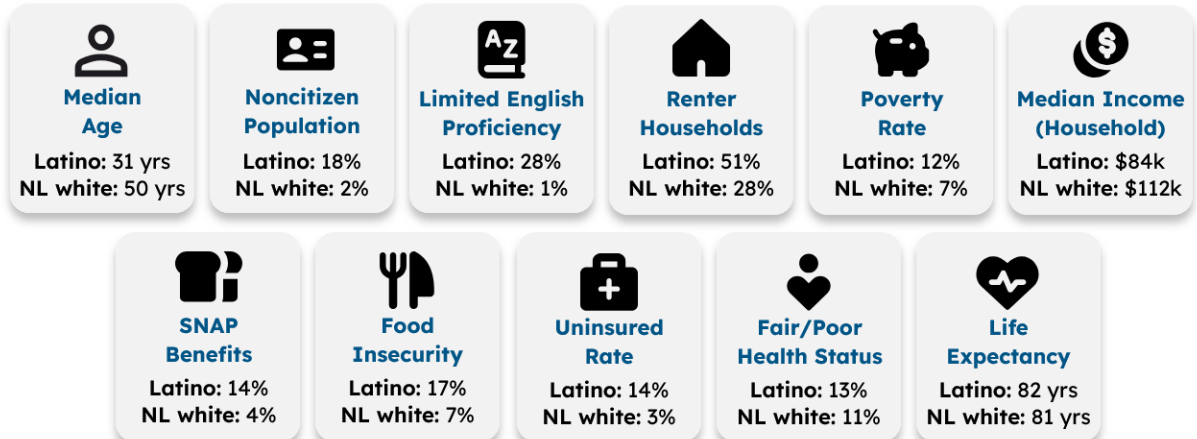 Median
Age
Latino: 31 yrs
NL white: 50 yrs
Noncitizen
Population
Latino: 18%
NL white: 2%
AZ
Limited English
Proficiency
Latino: 28%
NL white: 1%
Renter
Households
Latino: 51%
NL white: 28%
Poverty
Rate
Latino: 12%
NL white: 7%
$
Median Income
(Household)
Latino: $84k
NL white: $112k
SNAP
Benefits
Latino: 14%
NL white: 4%
Food
Insecurity
Latino: 17%
NL white: 7%
Uninsured
Rate
Latino: 14%
NL white: 3%
Fair/Poor
Health Status
Latino: 13%
NL white: 11%
Life
Expectancy
Latino: 82 yrs
NL white: 81 yrs